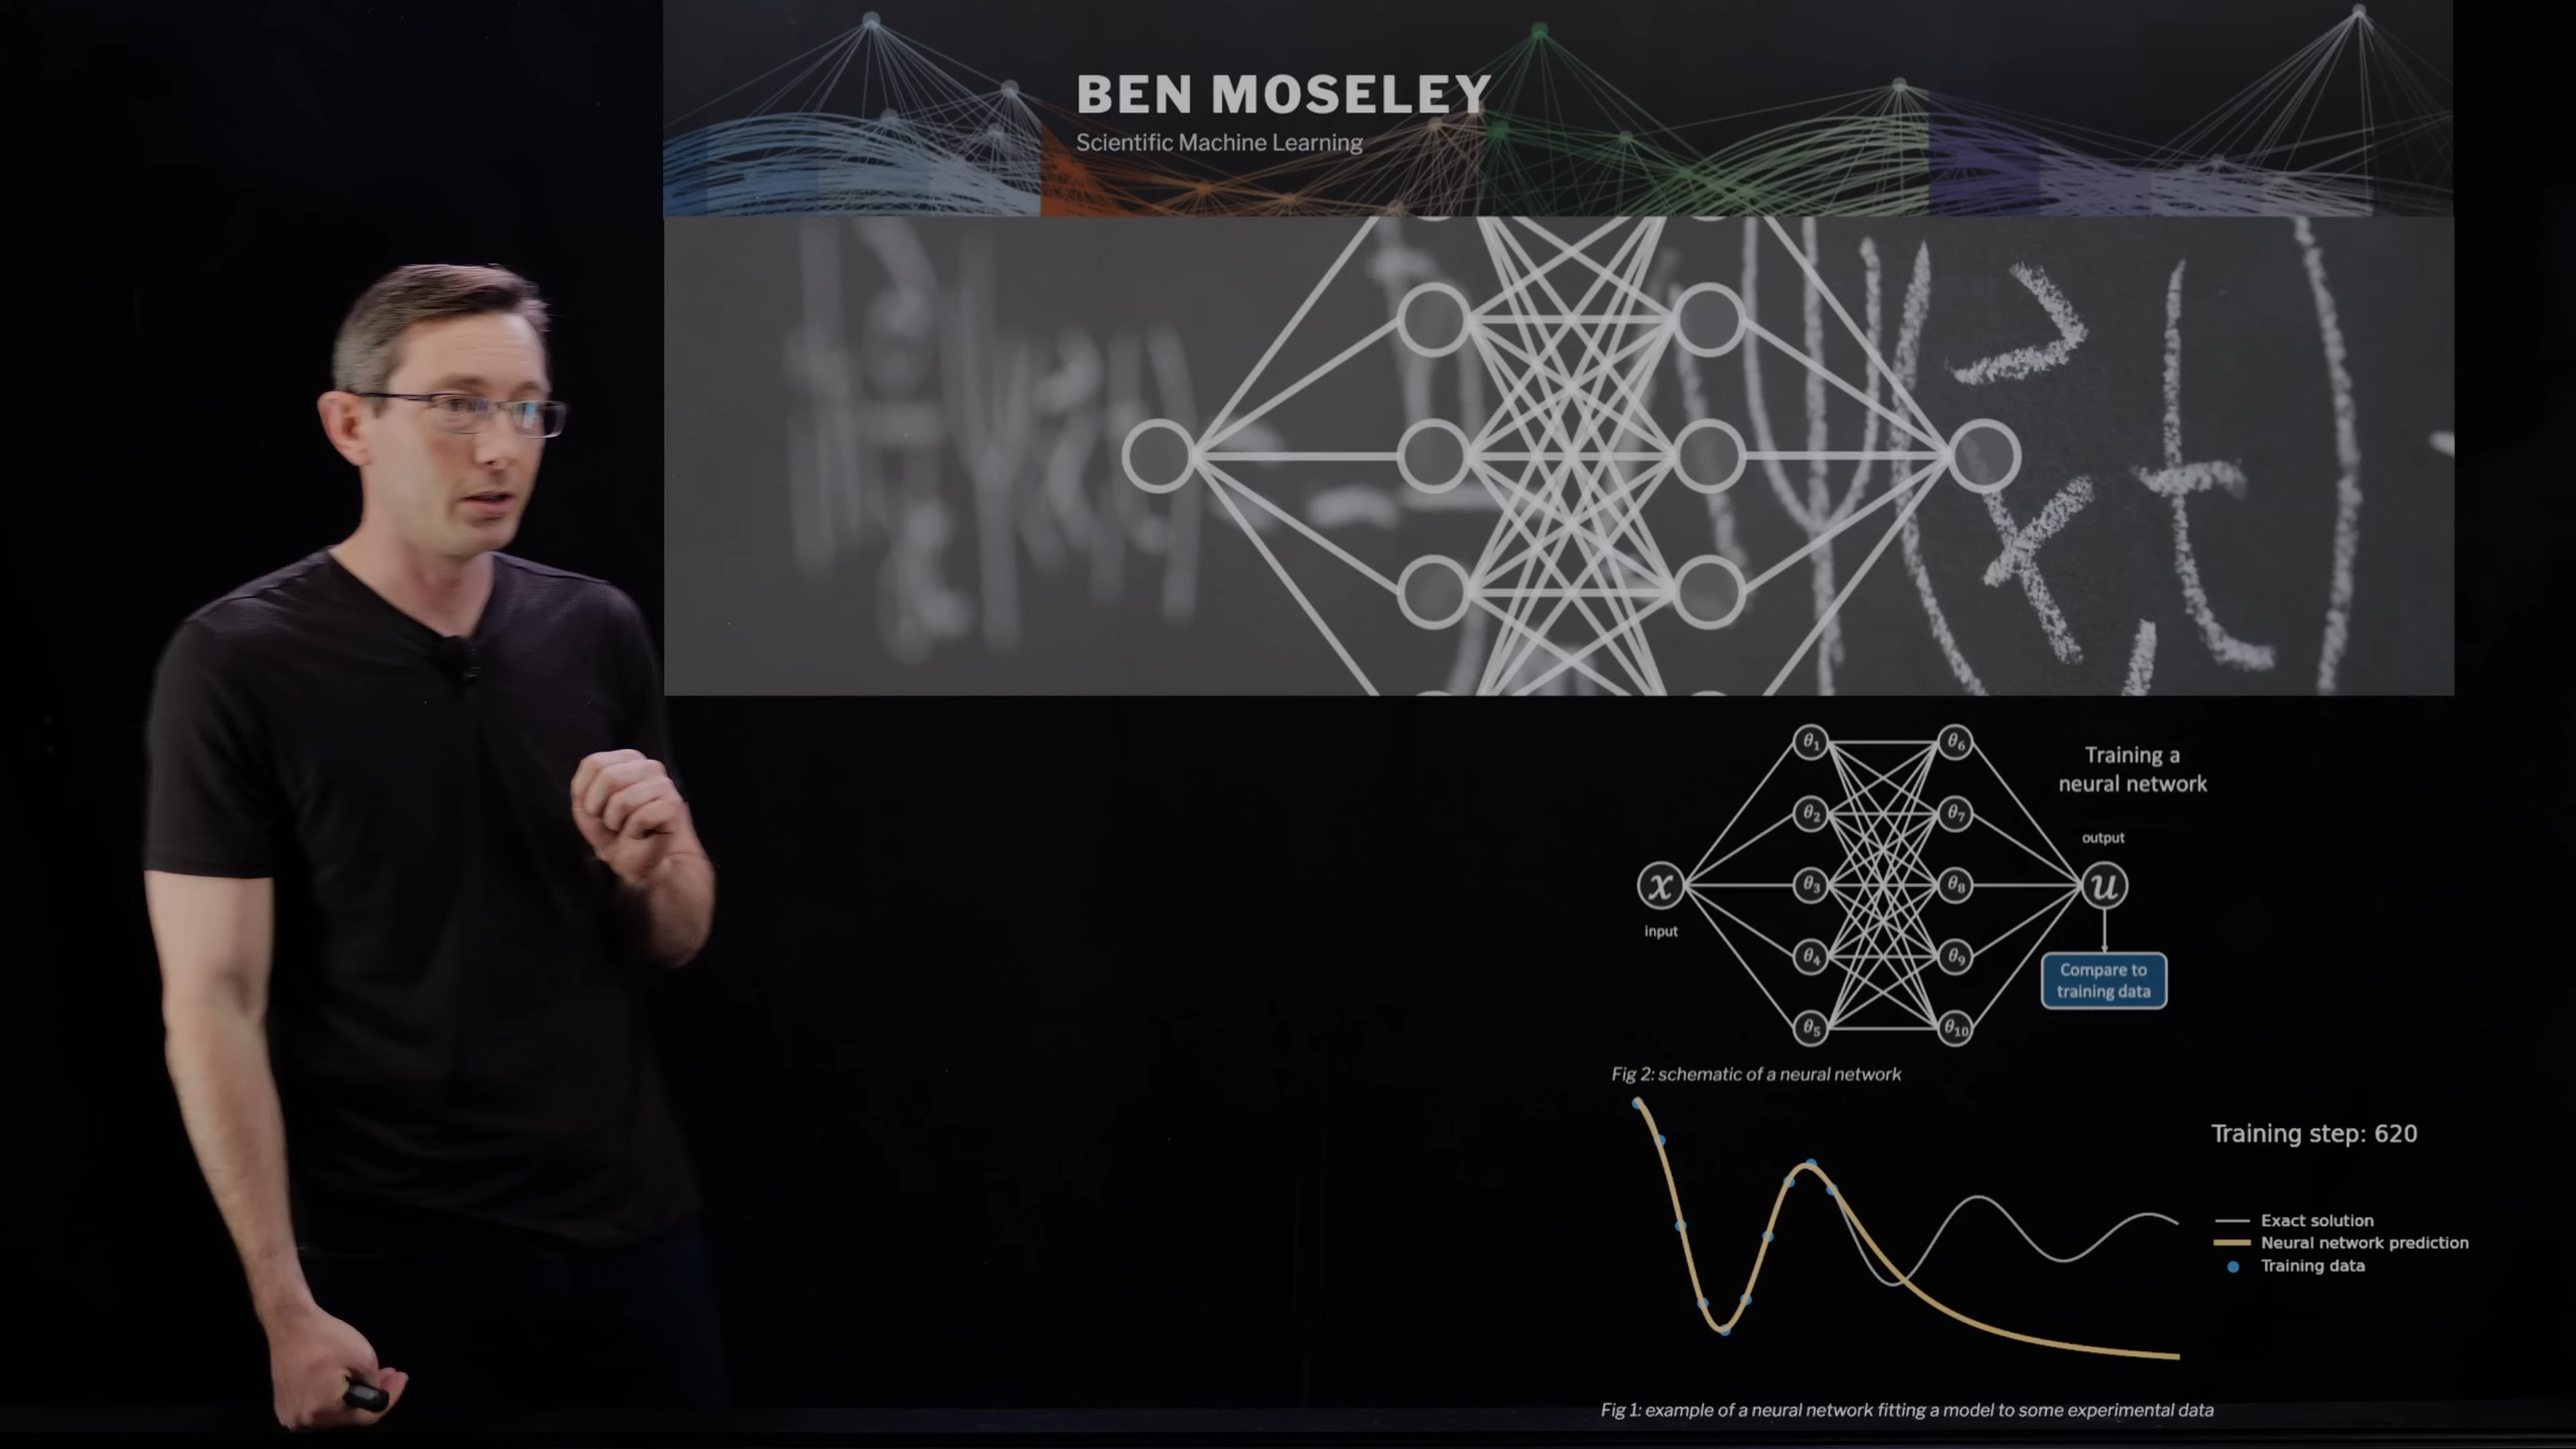 BEN MOSELEY
Scientific Machine Learning
t
Training a
neural network
θ1
θ6
θ2
θ7
output
x
θ3
θ8
u
input
θ4
θ9
Compare to
training data
θ5
θ10
Fig 2: schematic of a neural network
Training step: 620
Exact solution
Neural network prediction
Training data
Fig 1: example of a neural network fitting a model to some experimental data